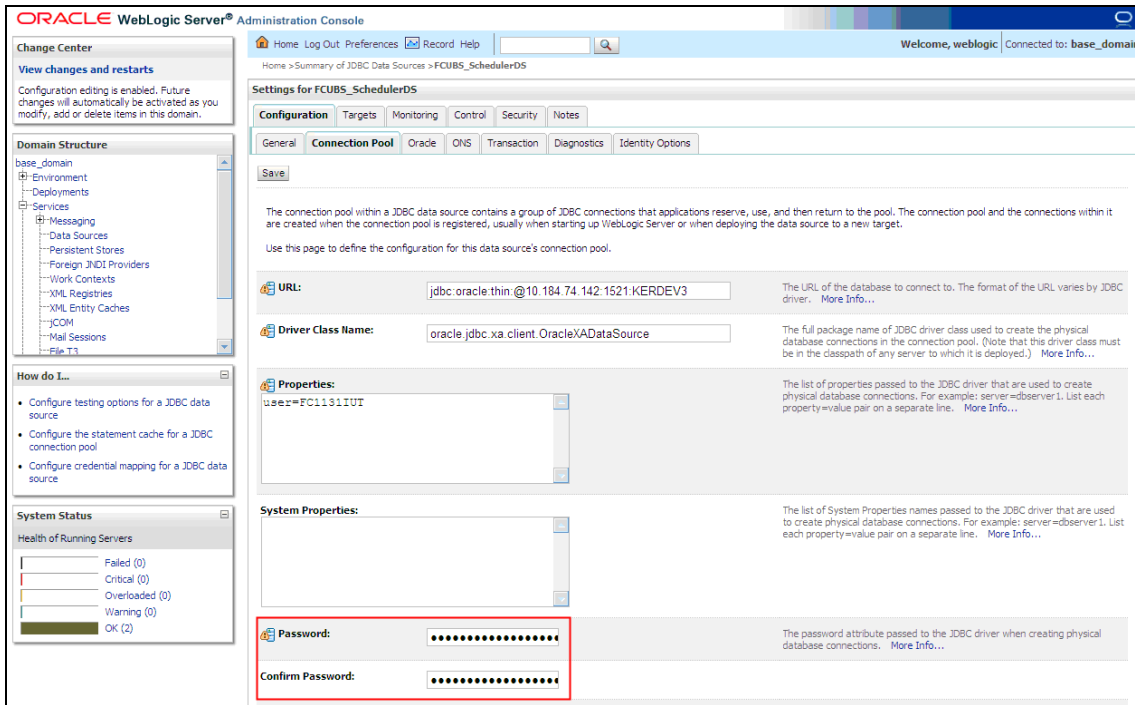 ORACLE WebLogic Server® Administration Console
Change Center
View changes and restarts
Configuration editing is enabled. Future
changes will automatically be activated as you
modify, add or delete items in this domain.
Domain Structure
base_domain
Environment
Deployments
Services
Messaging
Data Sources
Persistent Stores
Foreign JNDI Providers
Work Contexts
XML Registries
XML Entity Caches
jCOM
Mail Sessions
File T3
How do I...
Configure testing options for a JDBC data
source
Configure the statement cache for a JDBC
connection pool
Configure credential mapping for a JDBC data
source
System Status
Health of Running Servers
Failed (0)
Critical (0)
Overloaded (0)
Warning (0)
OK (2)
Home Log Out Preferences Record Help
Welcome, weblogic Connected to: base_domain
Home >Summary of JDBC Data Sources >FCUBS_SchedulerDS
Settings for FCUBS_SchedulerDS
Configuration Targets Monitoring Control Security Notes
General Connection Pool Oracle ONS Transaction Diagnostics Identity Options
Save
The connection pool within a JDBC data source contains a group of JDBC connections that applications reserve, use, and then return to the pool. The connection pool and the connections within it
are created when the connection pool is registered, usually when starting up WebLogic Server or when deploying the data source to a new target.
Use this page to define the configuration for this data source's connection pool.
URL:
jdbc:oracle:thin:@10.184.74.142:1521:KERDEV3
The URL of the database to connect to. The format of the URL varies by JDBC
driver. More Info...
Driver Class Name:
oracle.jdbc.xa.client.OracleXADataSource
The full package name of JDBC driver class used to create the physical
database connections in the connection pool. (Note that this driver class must
be in the classpath of any server to which it is deployed.) More Info...
Properties:
user=FC1131IUT
The list of properties passed to the JDBC driver that are used to create
physical database connections. For example: server=dbserver1. List each
property=value pair on a separate line. More Info...
System Properties:
The list of System Properties names passed to the JDBC driver that are used
to create physical database connections. For example: server=dbserver1. List
each property=value pair on a separate line. More Info...
Password:
The password attribute passed to the JDBC driver when creating physical
database connections. More Info...
Confirm Password: